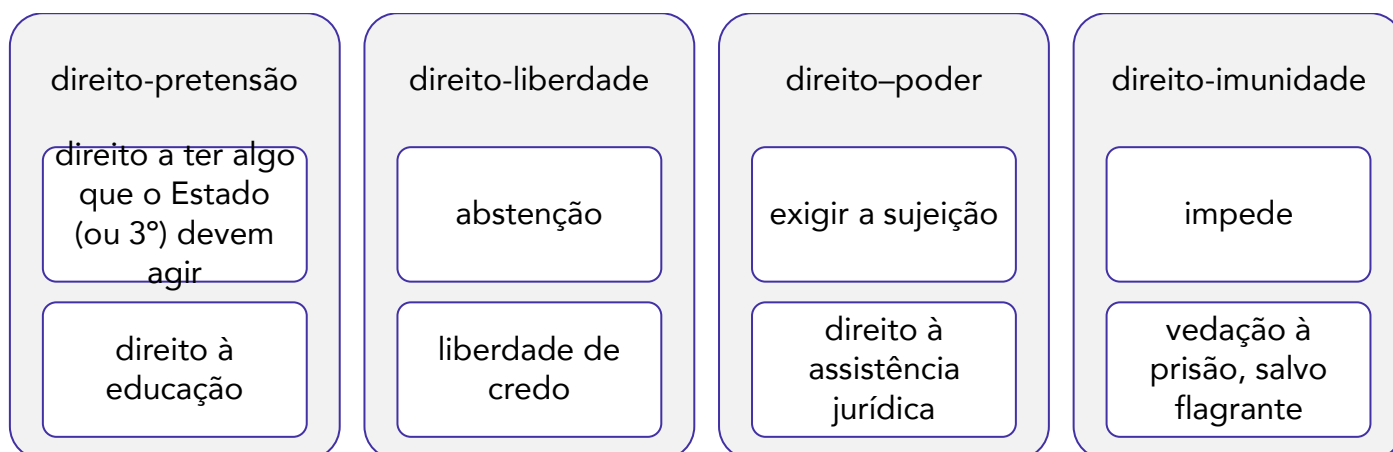 direito-pretensão
direito a ter algo
que o Estado
(ou 3º) devem
agir
direito à
educação
direito-liberdade
abstenção
liberdade de
credo
direito–poder
exigir a sujeição
direito à
assistência
jurídica
direito-imunidade
impede
vedação à
prisão, salvo
flagrante